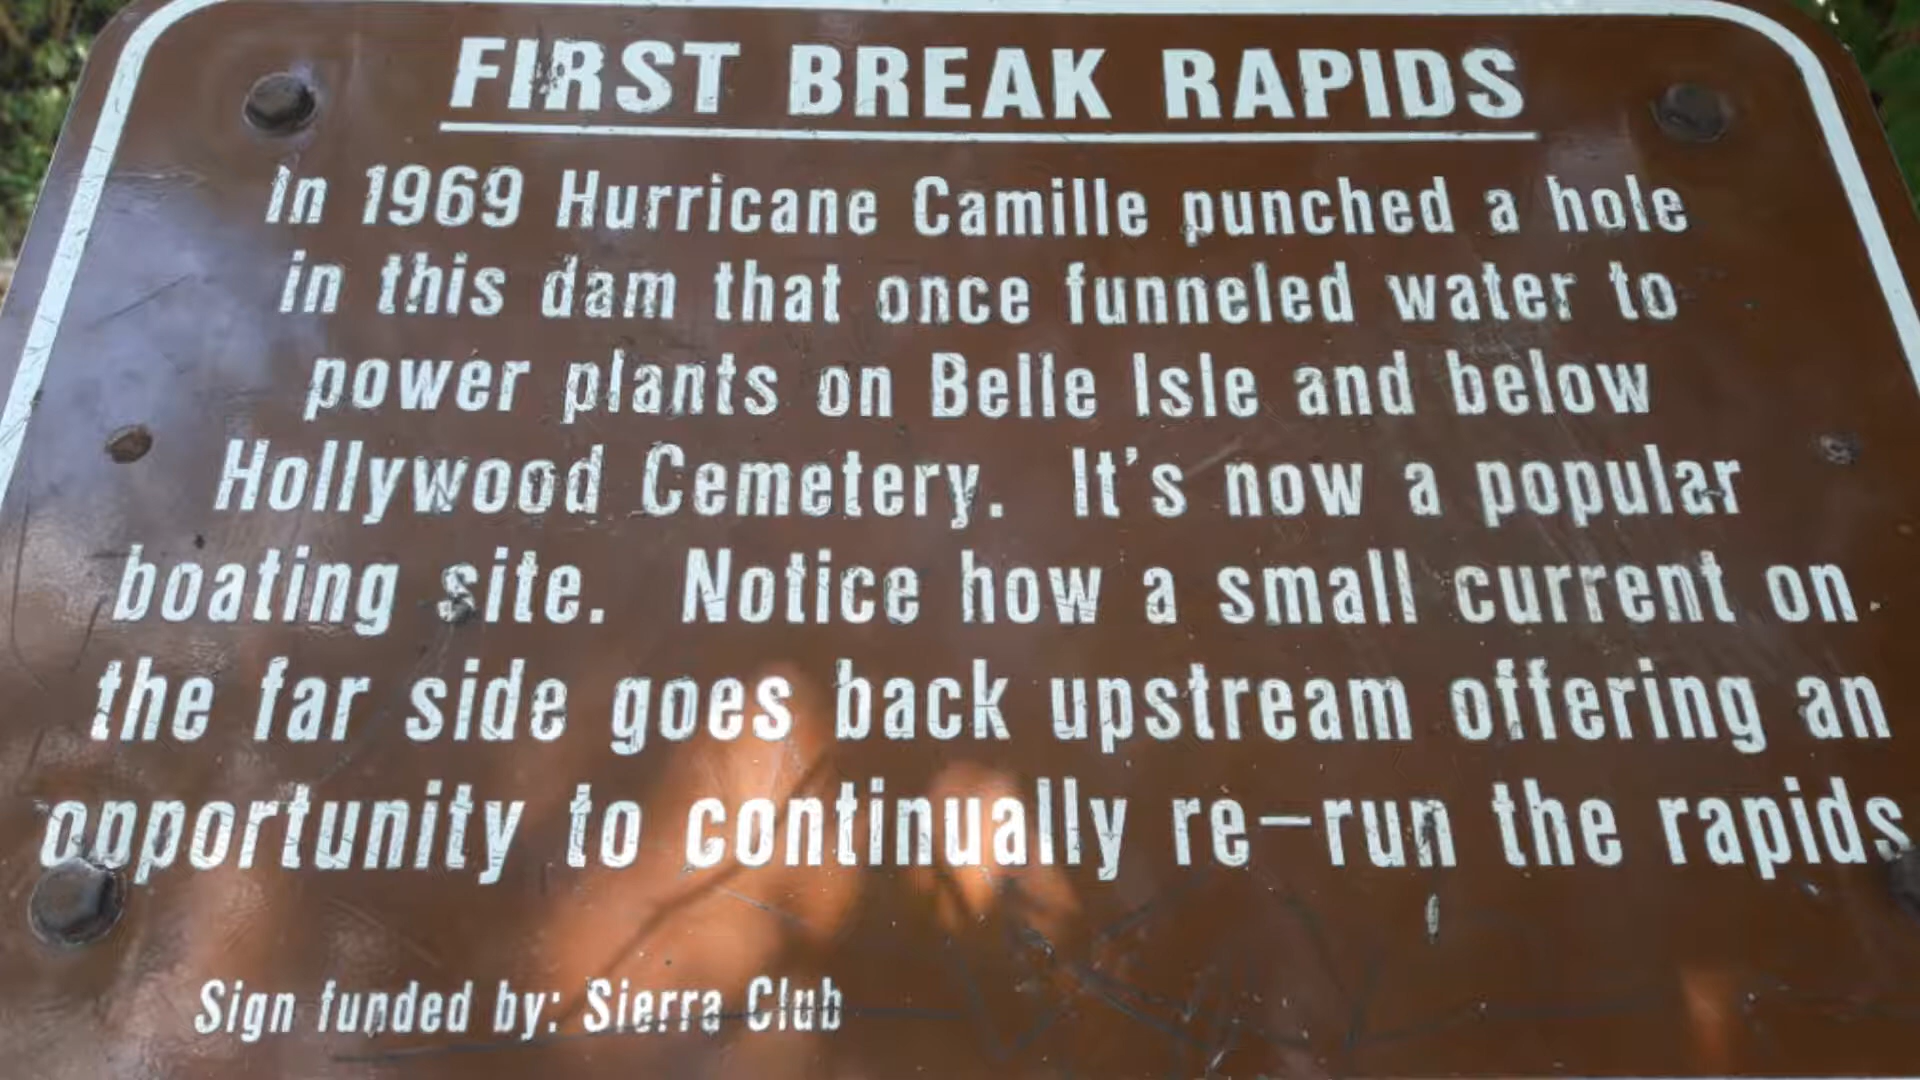 FIRST BREAK RAPIDS
In 1969 Hurricane Camille punched a hole
in this dam that once funneled water to
power plants on Belle Isle and below
Hollywood Cemetery. It's now a popular
boating site. Notice how a small current on
the far side goes back upstream offering an
opportunity to continually re-run the rapids
Sign funded by: Sierra Club